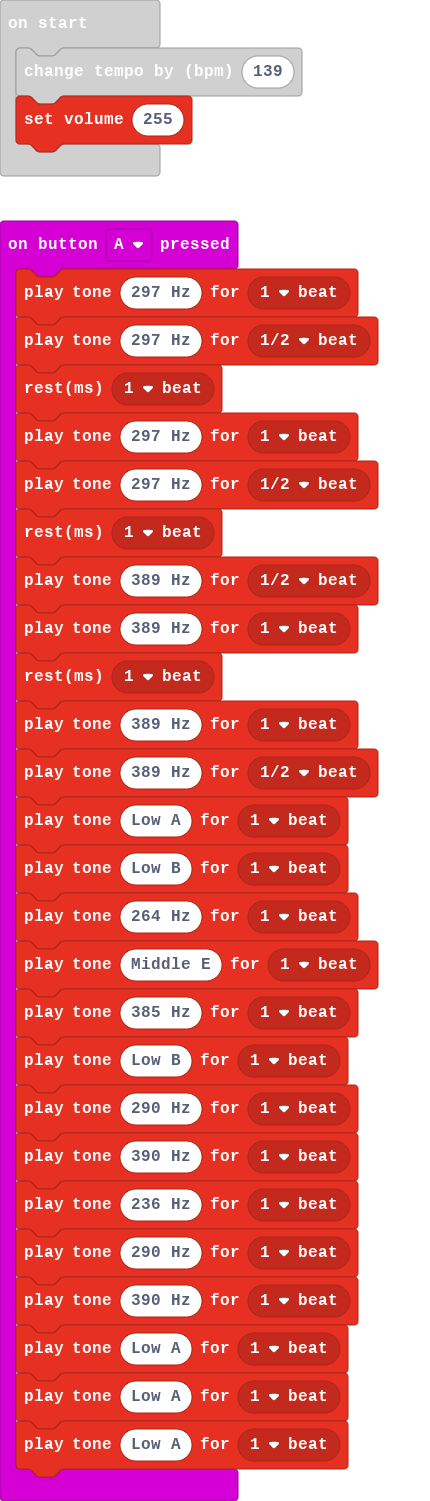 on start
change tempo by (bpm) 139
set volume 255
on button A pressed
play tone 297 Hz for 1 beat
play tone 297 Hz for 1/2 beat
rest(ms) 1 beat
play tone 297 Hz for 1 beat
play tone 297 Hz for 1/2 beat
rest(ms) 1 beat
play tone 389 Hz for 1/2 beat
play tone 389 Hz for 1 beat
rest(ms) 1 beat
play tone 389 Hz for 1 beat
play tone 389 Hz for 1/2 beat
play tone Low A for 1 beat
play tone Low B for 1 beat
play tone 264 Hz for 1 beat
play tone Middle E for 1 beat
play tone 385 Hz for 1 beat
play tone Low B for 1 beat
play tone 290 Hz for 1 beat
play tone 390 Hz for 1 beat
play tone 236 Hz for 1 beat
play tone 290 Hz for 1 beat
play tone 390 Hz for 1 beat
play tone Low A for 1 beat
play tone Low A for 1 beat
play tone Low A for 1 beat